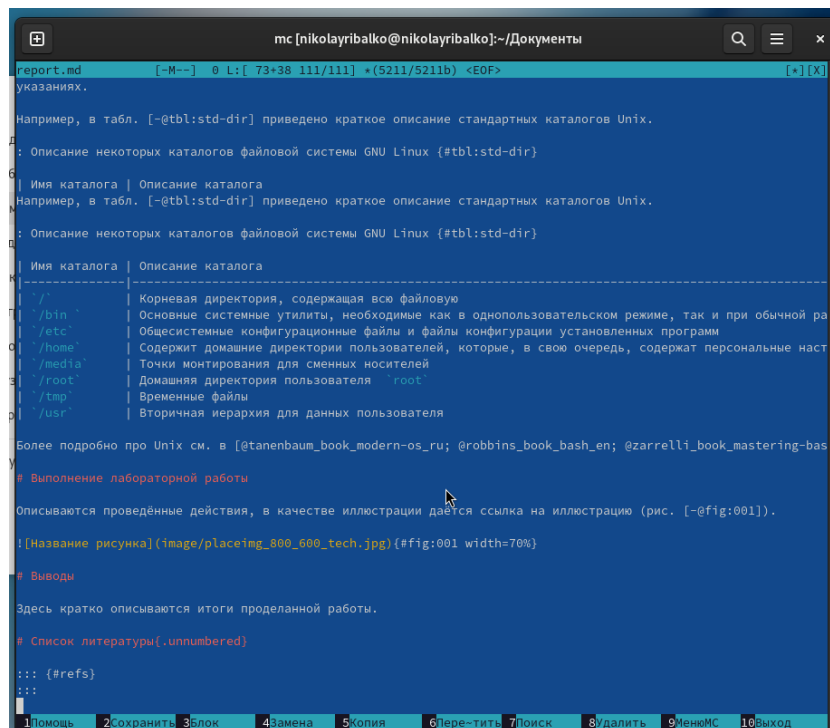 mc [nikolayribalko@nikolayribalko]:~/Документы
report.md [-M--] 0 L:[ 73+38 111/111] *(5211/5211b) <EOF> [*][X]
указаниях.
Например, в табл. [-@tbl:std-dir] приведено краткое описание стандартных каталогов Unix.
: Описание некоторых каталогов файловой системы GNU Linux {#tbl:std-dir}
| Имя каталога | Описание каталога
Например, в табл. [-@tbl:std-dir] приведено краткое описание стандартных каталогов Unix.
: Описание некоторых каталогов файловой системы GNU Linux {#tbl:std-dir}
| Имя каталога | Описание каталога
|--------------|----------------------------------------------------------------------------------------------------
| `/` | Корневая директория, содержащая всю файловую
| `/bin ` | Основные системные утилиты, необходимые как в однопользовательском режиме, так и при обычной ра
| `/etc` | Общесистемные конфигурационные файлы и файлы конфигурации установленных программ
| `/home` | Содержит домашние директории пользователей, которые, в свою очередь, содержат персональные наст
| `/media` | Точки монтирования для сменных носителей
| `/root` | Домашняя директория пользователя `root`
| `/tmp` | Временные файлы
| `/usr` | Вторичная иерархия для данных пользователя
Более подробно про Unix см. в [@tanenbaum_book_modern-os_ru; @robbins_book_bash_en; @zarrelli_book_mastering-bas
# Выполнение лабораторной работы
Описываются проведённые действия, в качестве иллюстрации даётся ссылка на иллюстрацию (рис. [-@fig:001]).
![Название рисунка](image/placeimg_800_600_tech.jpg){#fig:001 width=70%}
# Выводы
Здесь кратко описываются итоги проделанной работы.
# Список литературы{.unnumbered}
::: {#refs}
:::
1Помощь 2Сохранить 3Блок 4Замена 5Копия 6Пере~тить 7Поиск 8Удалить 9МенюMC 10Выход